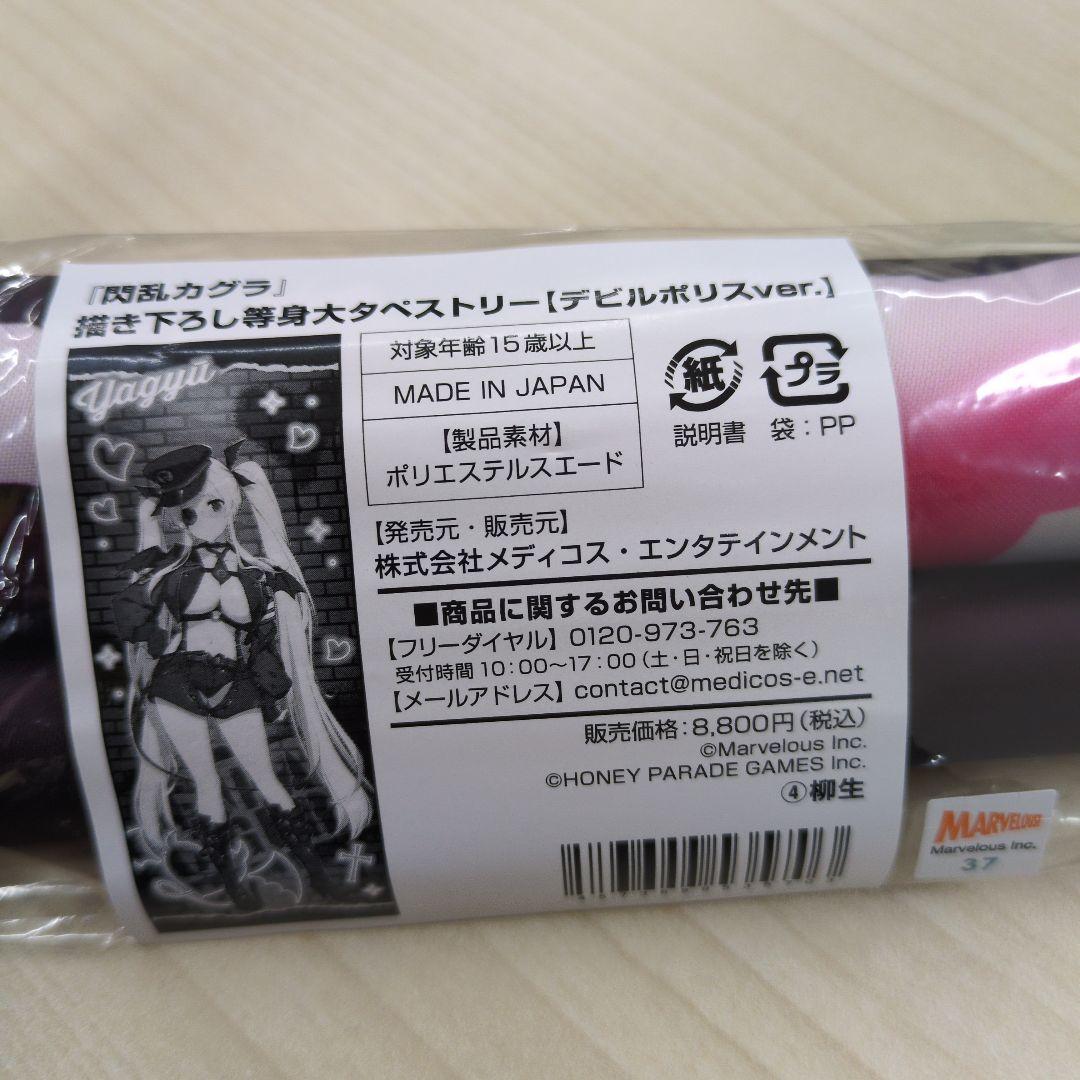 『閃乱カグラ』
描き下ろし等身大タペストリー【デビルポリスver.】
Yagyū
対象年齢15歳以上
MADE IN JAPAN
【製品素材】
ポリエステルスエード
紙
プラ
説明書 袋:PP
【発売元・販売元】
株式会社メディコス・エンタテインメント
■商品に関するお問い合わせ先■
【フリーダイヤル】0120-973-763
受付時間 10:00〜17:00(土・日・祝日を除く)
【メールアドレス】contact@medicos-e.net
販売価格:8,800円(税込)
©Marvelous Inc.
©HONEY PARADE GAMES Inc.
④柳生
MARVELOUS!
Marvelous Inc.
37